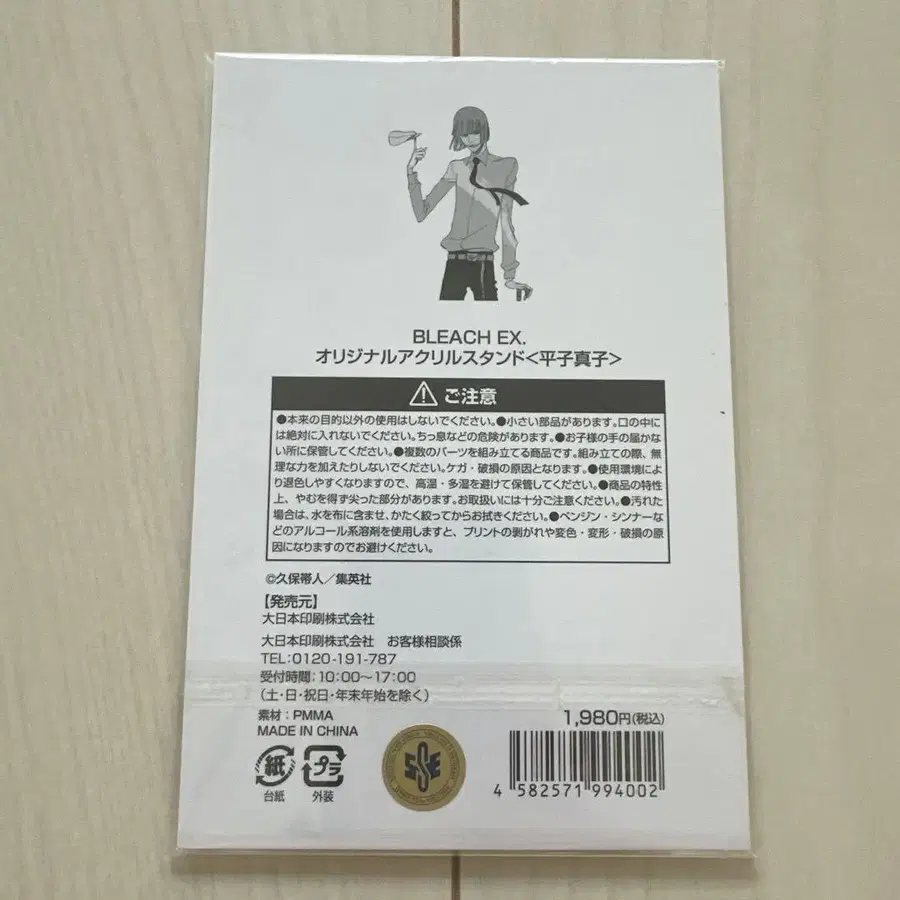 BLEACH EX.
オリジナルアクリルスタンド<平子真子>
ご注意
●本来の目的以外の使用はしないでください。●小さい部品があります。口の中に
は絶対に入れないでください。ちっ息などの危険があります。●お子様の手の届かな
い所に保管してください。●複数のパーツを組み立てる商品です。組み立ての際、無
理な力を加えたりしないでください。ケガ・破損の原因となります。●使用環境によ
り退色しやすくなりますので、高温・多湿を避けて保管してください。●商品の特性
上、やむを得ず尖った部分があります。お取扱いには十分ご注意ください。●汚れた
場合は、水を布に含ませ、かたく絞ってからお拭きください。●ベンジン・シンナーな
どのアルコール系溶剤を使用しますと、プリントの剥がれや変色・変形・破損の原
因になりますのでお避けください。
©久保帯人／集英社
【発売元】
大日本印刷株式会社
大日本印刷株式会社 お客様相談係
TEL:0120-191-787
受付時間:10:00～17:00
(土・日・祝日・年末年始を除く)
素材:PMMA
MADE IN CHINA
1,980円(税込)
紙
台紙
プラ
外装
4 582571 994002